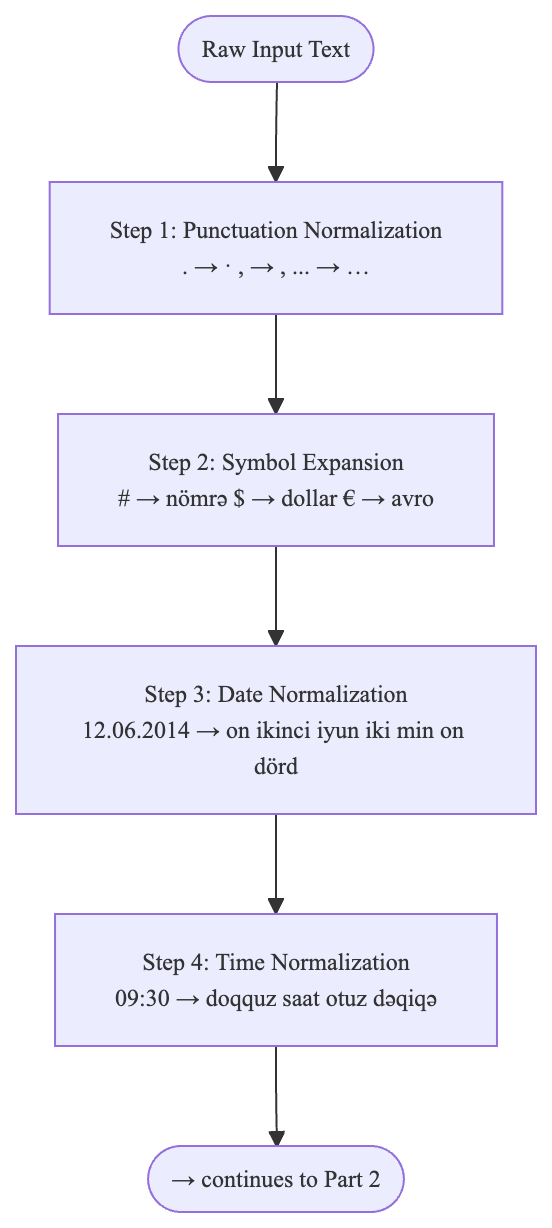 Raw Input Text
Step 1: Punctuation Normalization
. → · , → , ... → …
Step 2: Symbol Expansion
# → nömrə $ → dollar € → avro
Step 3: Date Normalization
12.06.2014 → on ikinci iyun iki min on
dörd
Step 4: Time Normalization
09:30 → doqquz saat otuz dəqiqə
→ continues to Part 2